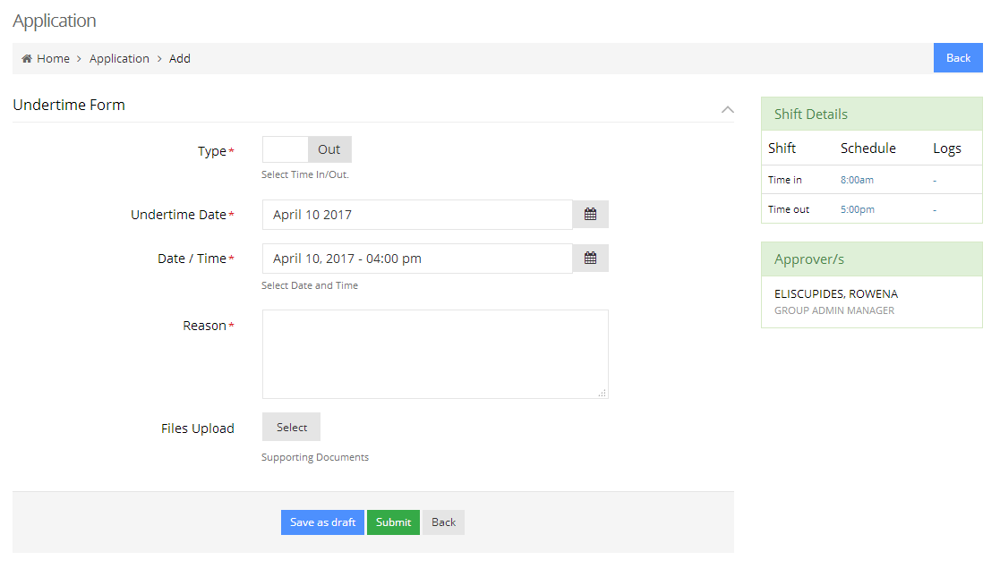 Application
Home > Application > Add
Back
Undertime Form
Type*
Out
Select Time In/Out.
Undertime Date*
April 10 2017
Date / Time*
April 10, 2017 - 04:00 pm
Select Date and Time
Reason*
Files Upload
Select
Supporting Documents
Save as draft Submit Back
Shift Details
Shift Schedule Logs
Time in 8:00am -
Time out 5:00pm -
Approver/s
ELISCUPIDES, ROWENA
GROUP ADMIN MANAGER